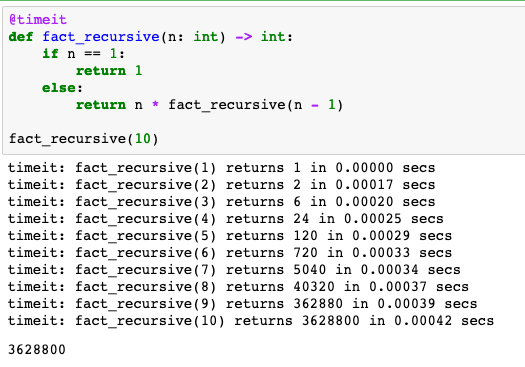 @timeit
def fact_recursive(n: int) -> int:
    if n == 1:
        return 1
    else:
        return n * fact_recursive(n - 1)

fact_recursive(10)
timeit: fact_recursive(1) returns 1 in 0.00000 secs
timeit: fact_recursive(2) returns 2 in 0.00017 secs
timeit: fact_recursive(3) returns 6 in 0.00020 secs
timeit: fact_recursive(4) returns 24 in 0.00025 secs
timeit: fact_recursive(5) returns 120 in 0.00029 secs
timeit: fact_recursive(6) returns 720 in 0.00033 secs
timeit: fact_recursive(7) returns 5040 in 0.00034 secs
timeit: fact_recursive(8) returns 40320 in 0.00037 secs
timeit: fact_recursive(9) returns 362880 in 0.00039 secs
timeit: fact_recursive(10) returns 3628800 in 0.00042 secs
3628800